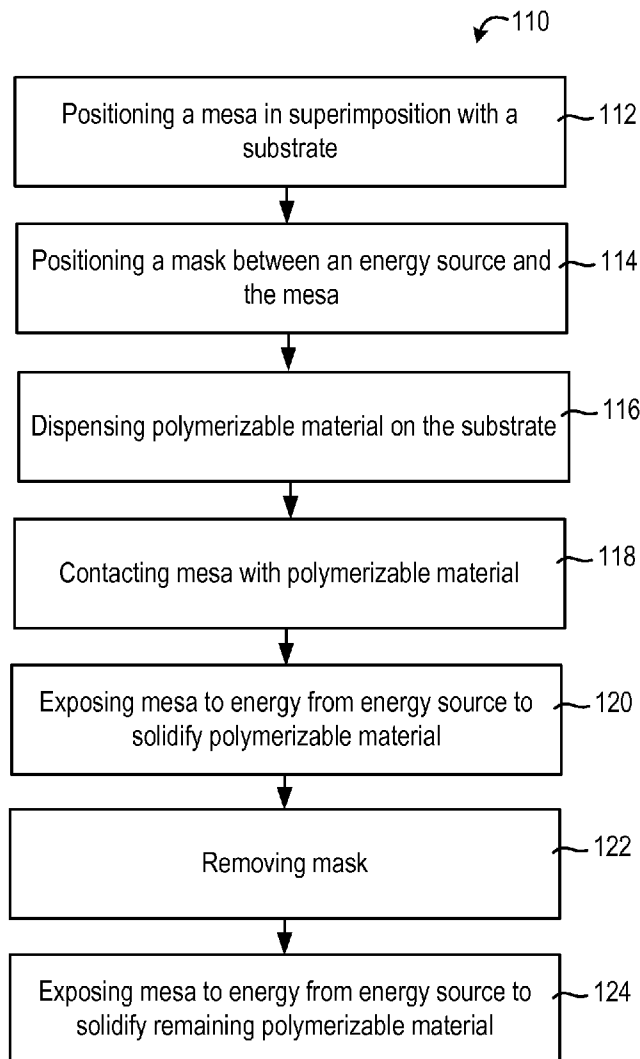 110
Positioning a mesa in superimposition with a
substrate
112
Positioning a mask between an energy source and
the mesa
114
Dispensing polymerizable material on the substrate
116
Contacting mesa with polymerizable material
118
Exposing mesa to energy from energy source to
solidify polymerizable material
120
Removing mask
122
Exposing mesa to energy from energy source to
solidify remaining polymerizable material
124